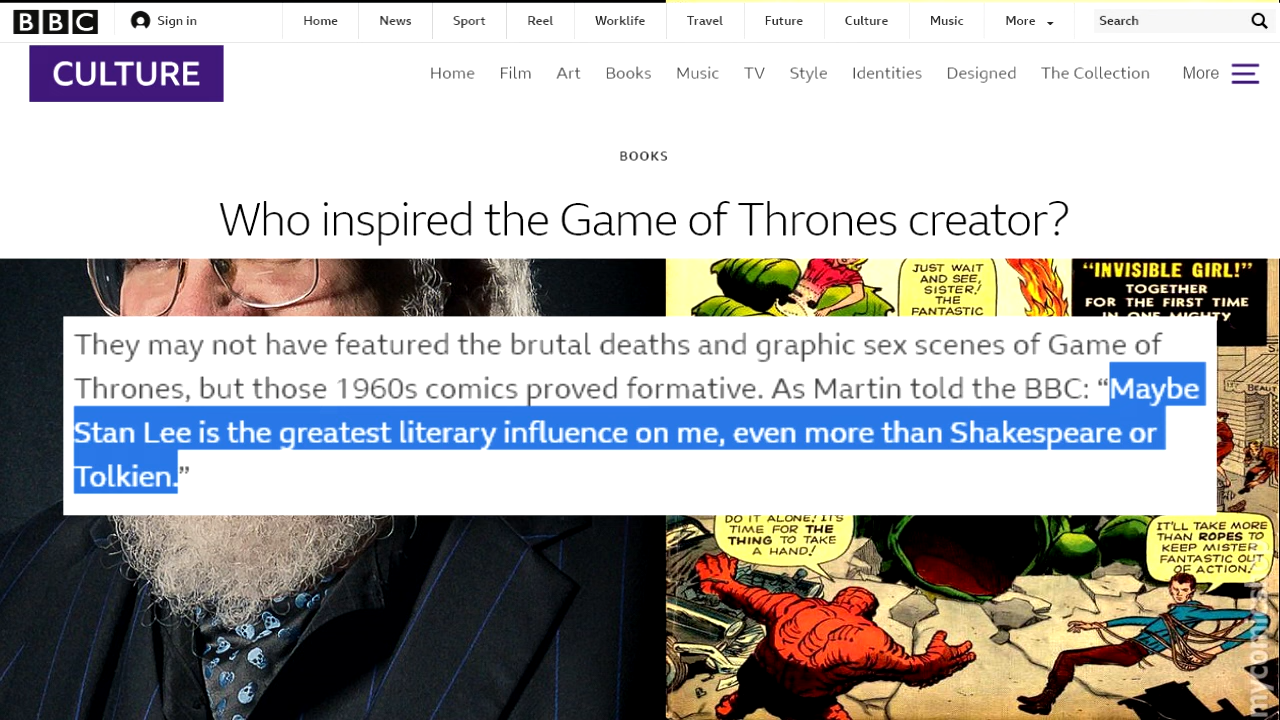 BBC Sign in Home News Sport Reel Worklife Travel Future Culture Music More Search
CULTURE Home Film Art Books Music TV Style Identities Designed The Collection More
BOOKS
Who inspired the Game of Thrones creator?
JUST WAIT
AND SEE,
SISTER!
THE
FANTASTIC
"INVISIBLE GIRL!"
TOGETHER
FOR THE FIRST TIME
IN ONE MIGHTY
They may not have featured the brutal deaths and graphic sex scenes of Game of
Thrones, but those 1960s comics proved formative. As Martin told the BBC: “Maybe
Stan Lee is the greatest literary influence on me, even more than Shakespeare or
Tolkien.”
DO IT ALONE! IT'S
TIME FOR
THE THING TO TAKE
A HAND!
IT'LL TAKE MORE
THAN ROPES TO
KEEP MISTER
FANTASTIC OUT
OF ACTION!